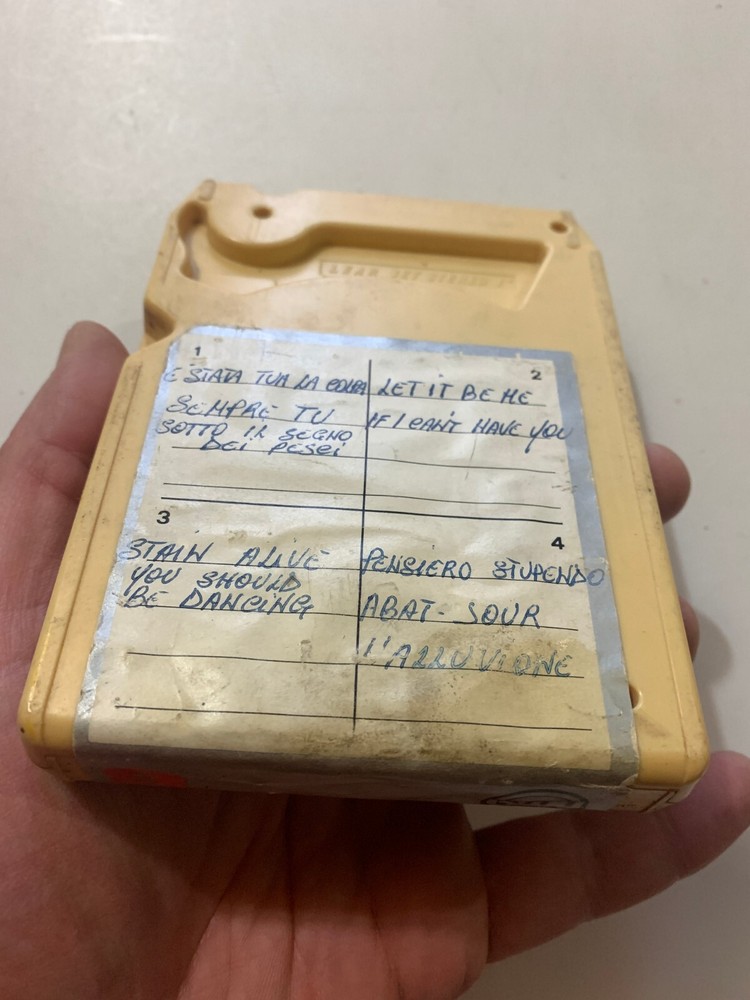 1
E' STATA TUA LA COLPA
SEMPRE TU
SOTTO IL SEGNO
DEI PESCI
2
LET IT BE ME
IF I CAN'T HAVE YOU
3
STAIN ALIVE
YOU SHOULD
BE DANCING
4
PENSIERO STUPENDO
ABAT-SOUR
L'ALLUVIONE